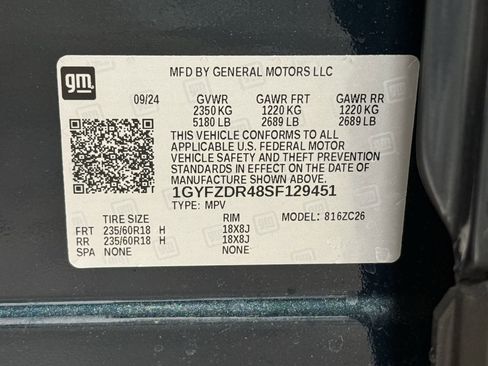 gm
MFD BY GENERAL MOTORS LLC
09/24 GVWR GAWR FRT GAWR RR
2350 KG 1220 KG 1220 KG
5180 LB 2689 LB 2689 LB
THIS VEHICLE CONFORMS TO ALL
APPLICABLE U.S. FEDERAL MOTOR
VEHICLE SAFETY AND THEFT PREVENTION
STANDARDS IN EFFECT ON THE DATE OF
MANUFACTURE AS SHOWN ABOVE.
1GYFZDR48SF129451
TYPE: MPV MODEL: 816ZC26
TIRE SIZE RIM
FRT 235/60R18 H 18X8J
RR 235/60R18 H 18X8J
SPA NONE NONE